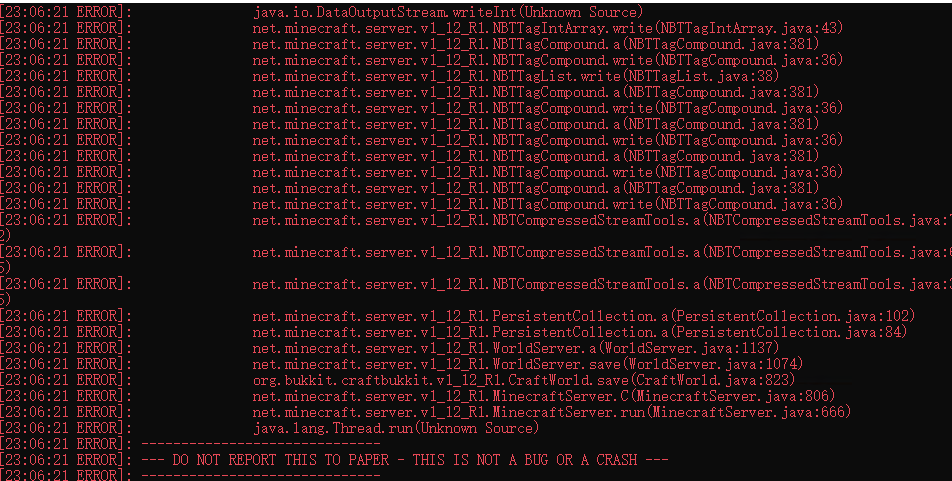 [23:06:21 ERROR]: java.io.DataOutputStream.writeInt(Unknown Source)
[23:06:21 ERROR]: net.minecraft.server.v1_12_R1.NBTTagIntArray.write(NBTTagIntArray.java:43)
[23:06:21 ERROR]: net.minecraft.server.v1_12_R1.NBTTagCompound.a(NBTTagCompound.java:381)
[23:06:21 ERROR]: net.minecraft.server.v1_12_R1.NBTTagCompound.write(NBTTagCompound.java:36)
[23:06:21 ERROR]: net.minecraft.server.v1_12_R1.NBTTagList.write(NBTTagList.java:38)
[23:06:21 ERROR]: net.minecraft.server.v1_12_R1.NBTTagCompound.a(NBTTagCompound.java:381)
[23:06:21 ERROR]: net.minecraft.server.v1_12_R1.NBTTagCompound.write(NBTTagCompound.java:36)
[23:06:21 ERROR]: net.minecraft.server.v1_12_R1.NBTTagCompound.a(NBTTagCompound.java:381)
[23:06:21 ERROR]: net.minecraft.server.v1_12_R1.NBTTagCompound.write(NBTTagCompound.java:36)
[23:06:21 ERROR]: net.minecraft.server.v1_12_R1.NBTTagCompound.a(NBTTagCompound.java:381)
[23:06:21 ERROR]: net.minecraft.server.v1_12_R1.NBTTagCompound.write(NBTTagCompound.java:36)
[23:06:21 ERROR]: net.minecraft.server.v1_12_R1.NBTTagCompound.a(NBTTagCompound.java:381)
[23:06:21 ERROR]: net.minecraft.server.v1_12_R1.NBTTagCompound.write(NBTTagCompound.java:36)
[23:06:21 ERROR]: net.minecraft.server.v1_12_R1.NBTCompressedStreamTools.a(NBTCompressedStreamTools.java:
2)
[23:06:21 ERROR]: net.minecraft.server.v1_12_R1.NBTCompressedStreamTools.a(NBTCompressedStreamTools.java:
5)
[23:06:21 ERROR]: net.minecraft.server.v1_12_R1.NBTCompressedStreamTools.a(NBTCompressedStreamTools.java:
5)
[23:06:21 ERROR]: net.minecraft.server.v1_12_R1.PersistentCollection.a(PersistentCollection.java:102)
[23:06:21 ERROR]: net.minecraft.server.v1_12_R1.PersistentCollection.a(PersistentCollection.java:84)
[23:06:21 ERROR]: net.minecraft.server.v1_12_R1.WorldServer.a(WorldServer.java:1137)
[23:06:21 ERROR]: net.minecraft.server.v1_12_R1.WorldServer.save(WorldServer.java:1074)
[23:06:21 ERROR]: org.bukkit.craftbukkit.v1_12_R1.CraftWorld.save(CraftWorld.java:823)
[23:06:21 ERROR]: net.minecraft.server.v1_12_R1.MinecraftServer.C(MinecraftServer.java:806)
[23:06:21 ERROR]: net.minecraft.server.v1_12_R1.MinecraftServer.run(MinecraftServer.java:666)
[23:06:21 ERROR]: java.lang.Thread.run(Unknown Source)
[23:06:21 ERROR]: ------------------------------
[23:06:21 ERROR]: --- DO NOT REPORT THIS TO PAPER - THIS IS NOT A BUG OR A CRASH ---
[23:06:21 ERROR]: ------------------------------